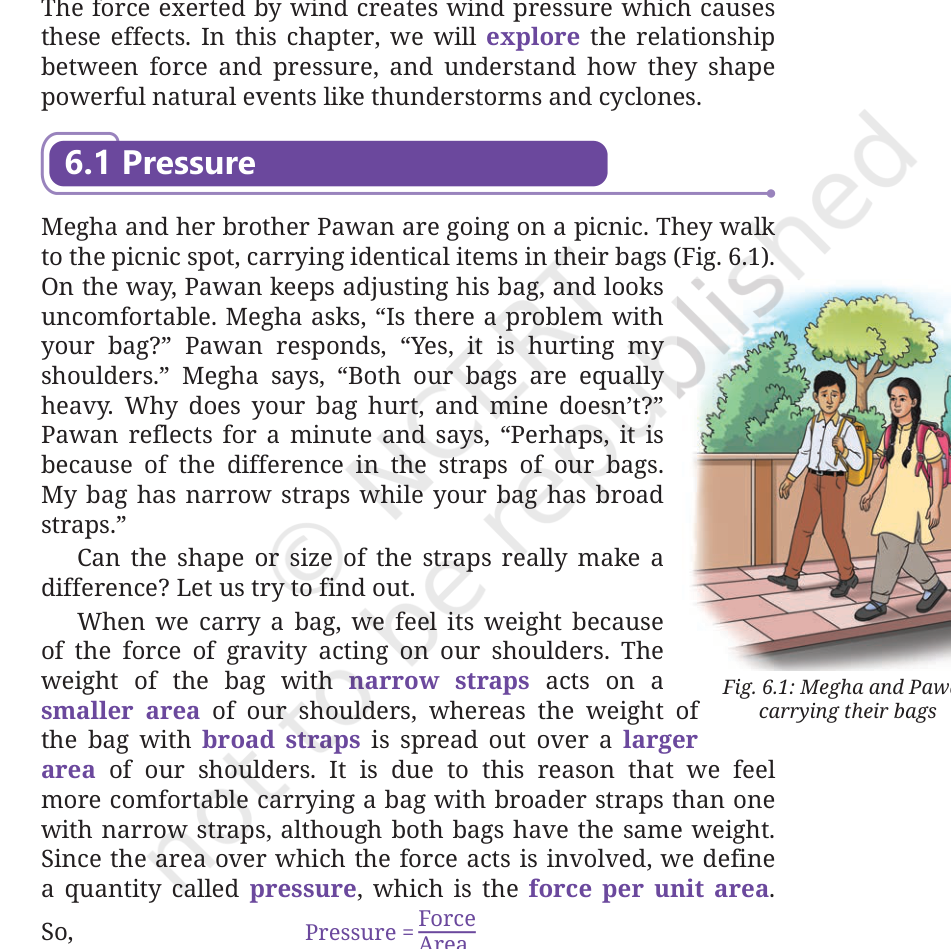 The force exerted by wind creates wind pressure which causes
these effects. In this chapter, we will explore the relationship
between force and pressure, and understand how they shape
powerful natural events like thunderstorms and cyclones.
6.1 Pressure
Megha and her brother Pawan are going on a picnic. They walk
to the picnic spot, carrying identical items in their bags (Fig. 6.1).
On the way, Pawan keeps adjusting his bag, and looks
uncomfortable. Megha asks, “Is there a problem with
your bag?” Pawan responds, “Yes, it is hurting my
shoulders.” Megha says, “Both our bags are equally
heavy. Why does your bag hurt, and mine doesn’t?”
Pawan reflects for a minute and says, “Perhaps, it is
because of the difference in the straps of our bags.
My bag has narrow straps while your bag has broad
straps.”
Can the shape or size of the straps really make a
difference? Let us try to find out.
When we carry a bag, we feel its weight because
of the force of gravity acting on our shoulders. The
weight of the bag with narrow straps acts on a
smaller area of our shoulders, whereas the weight of
the bag with broad straps is spread out over a larger
area of our shoulders. It is due to this reason that we feel
more comfortable carrying a bag with broader straps than one
with narrow straps, although both bags have the same weight.
Since the area over which the force acts is involved, we define
a quantity called pressure, which is the force per unit area.
So, Pressure = Force
Area
Fig. 6.1: Megha and Paw
carrying their bags
© NCERT
not to be republished